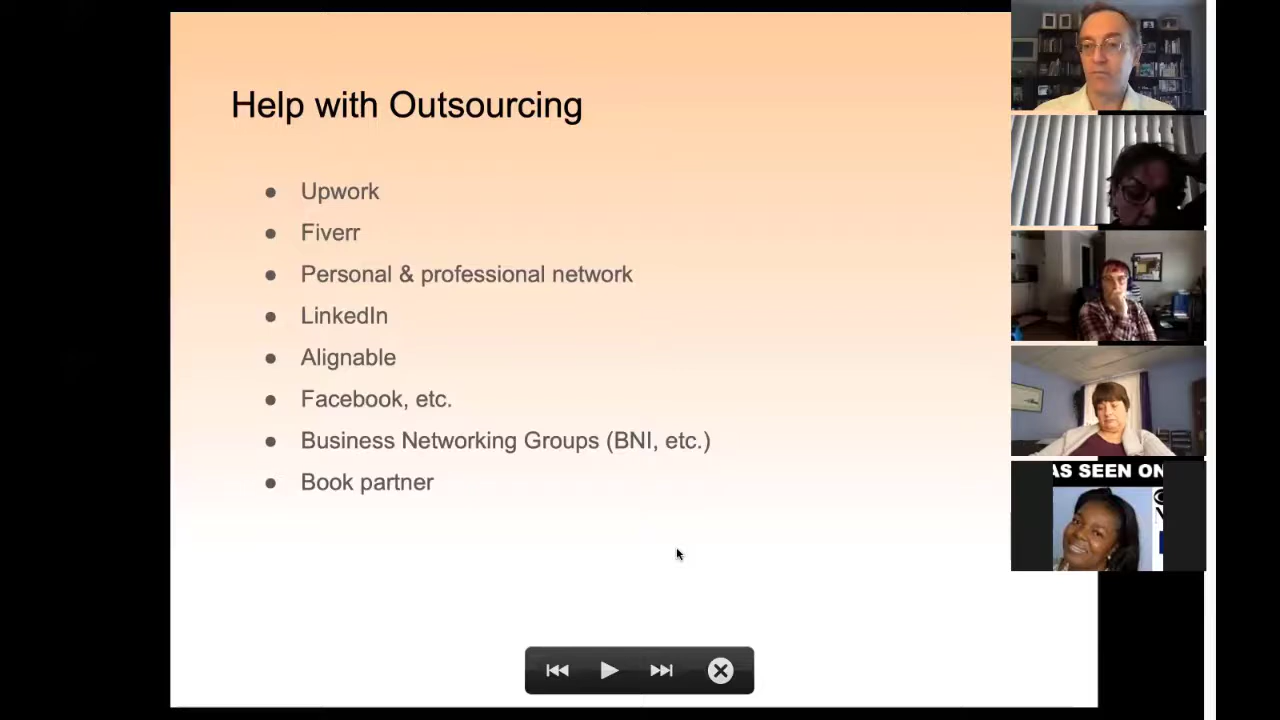 Help with Outsourcing
Upwork
Fiverr
Personal & professional network
LinkedIn
Alignable
Facebook, etc.
Business Networking Groups (BNI, etc.)
Book partner
AS SEEN ON